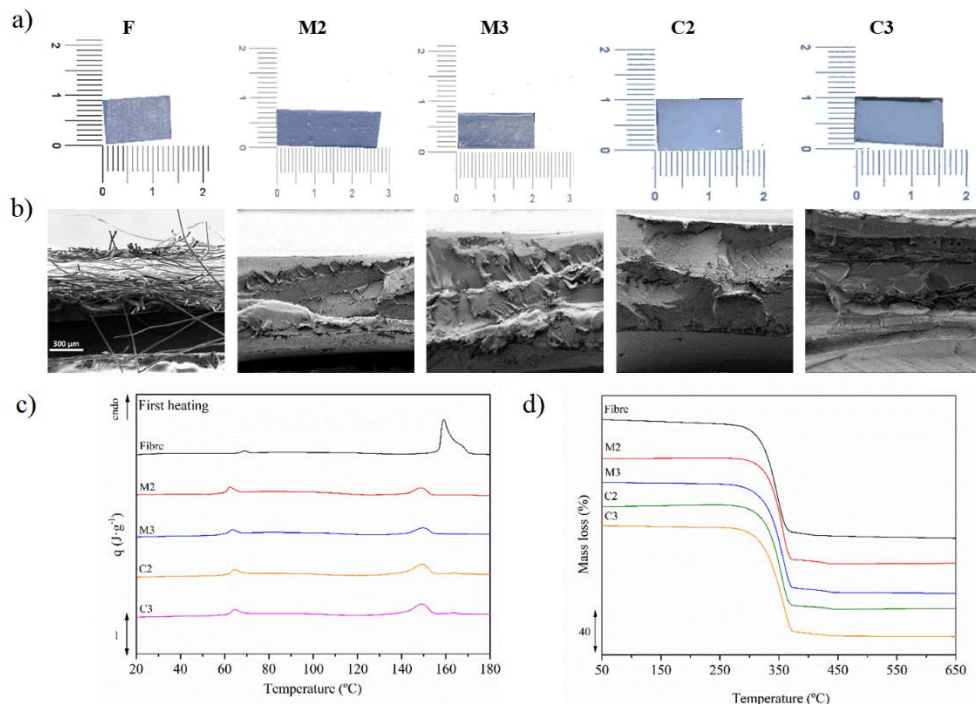 a)
F M2 M3 C2 C3
2 2 2 2 2
1 1 1 1 1
0 0 0 0 0
0 1 2 0 1 2 3 0 1 2 3 0 1 2 0 1 2
b)
300 µm
c)
endo
First heating
Fibre
M2
M3
C2
C3
q (J·g⁻¹)
1
20 40 60 80 100 120 140 160 180
Temperature (ºC)
d)
Fibre
M2
M3
C2
C3
Mass loss (%)
40
50 150 250 350 450 550 650
Temperature (ºC)